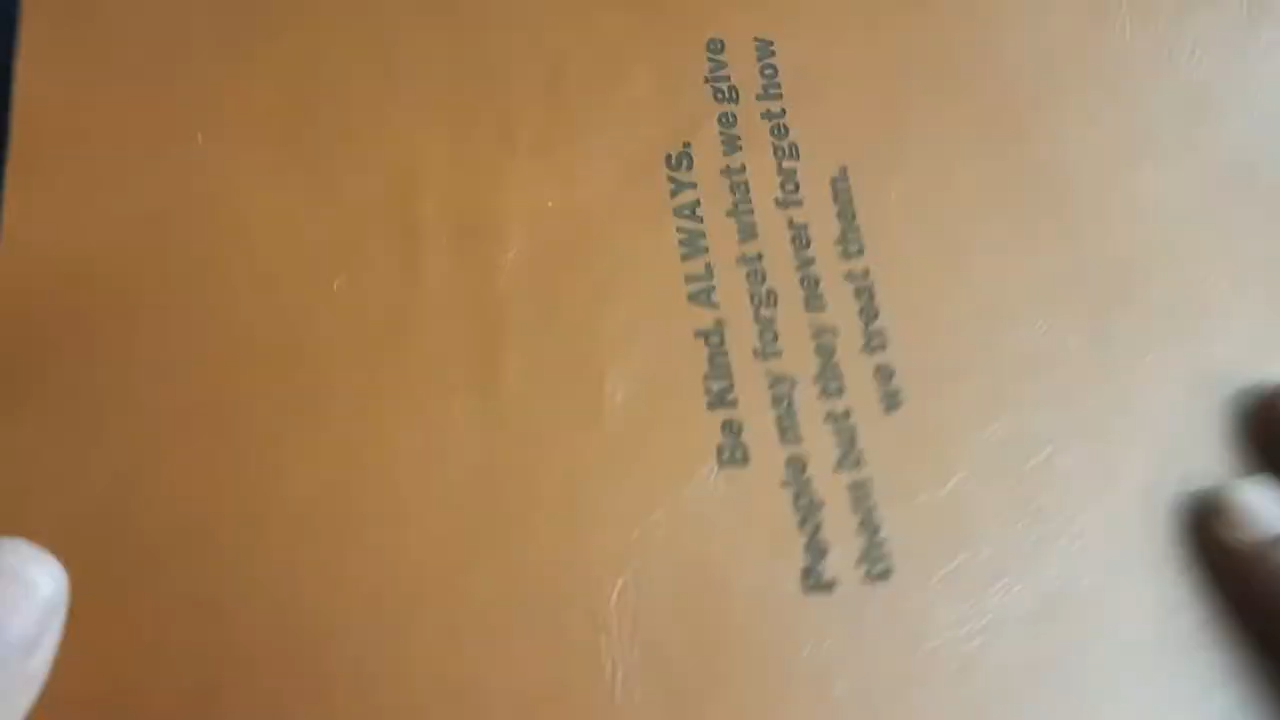 Be Kind. ALWAYS.
People may forget what we give
them but they never forget how
we treat them.